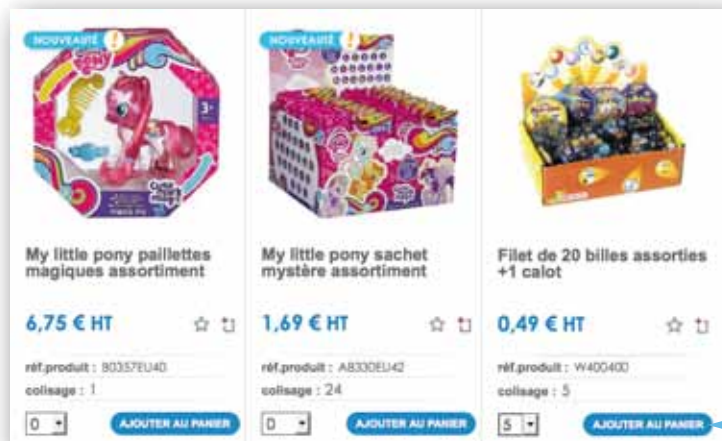 NOUVEAUTÉ !
3+
My little pony paillettes
magiques assortiment
6,75 € HT
réf.produit : B0357EU40
colisage : 1
0
AJOUTER AU PANIER
NOUVEAUTÉ !
My little pony sachet
mystère assortiment
1,69 € HT
réf.produit : A8330EU42
colisage : 24
0
AJOUTER AU PANIER
Filet de 20 billes assorties
+1 calot
0,49 € HT
réf.produit : W400400
colisage : 5
5
AJOUTER AU PANIER